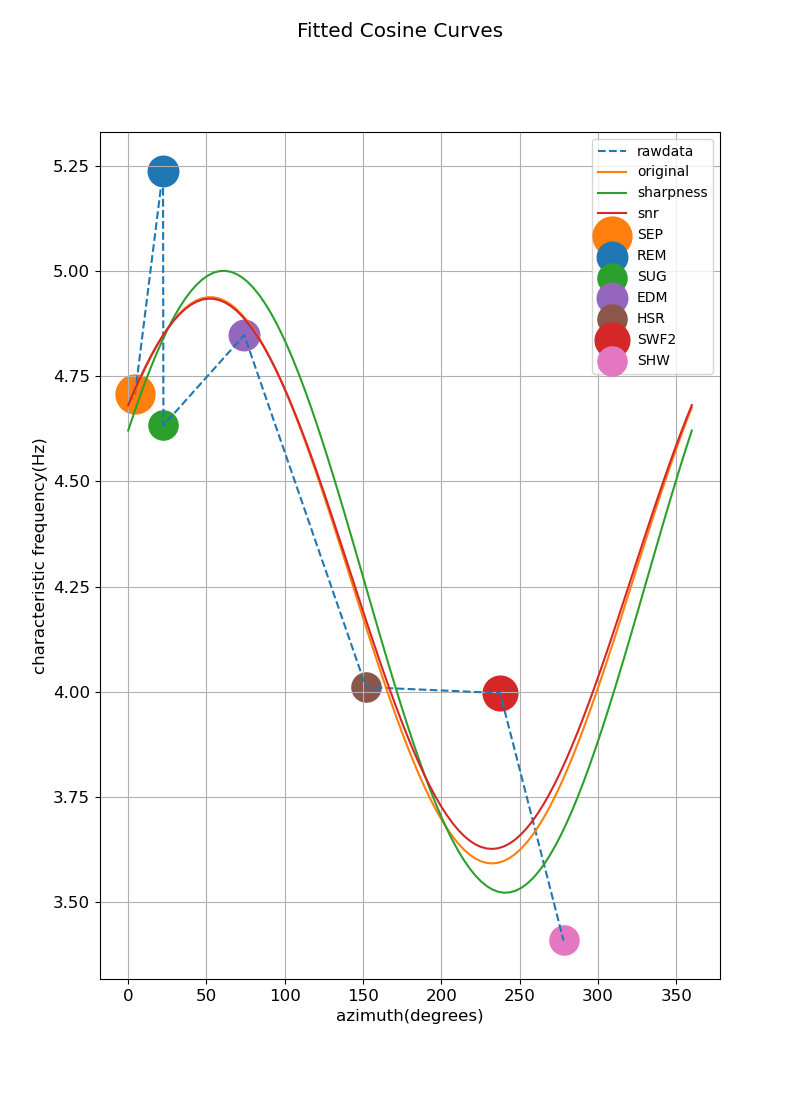 Fitted Cosine Curves
rawdata
original
sharpness
snr
SEP
REM
SUG
EDM
HSR
SWF2
SHW
characteristic frequency(Hz)
5.25
5.00
4.75
4.50
4.25
4.00
3.75
3.50
0 50 100 150 200 250 300 350
azimuth(degrees)